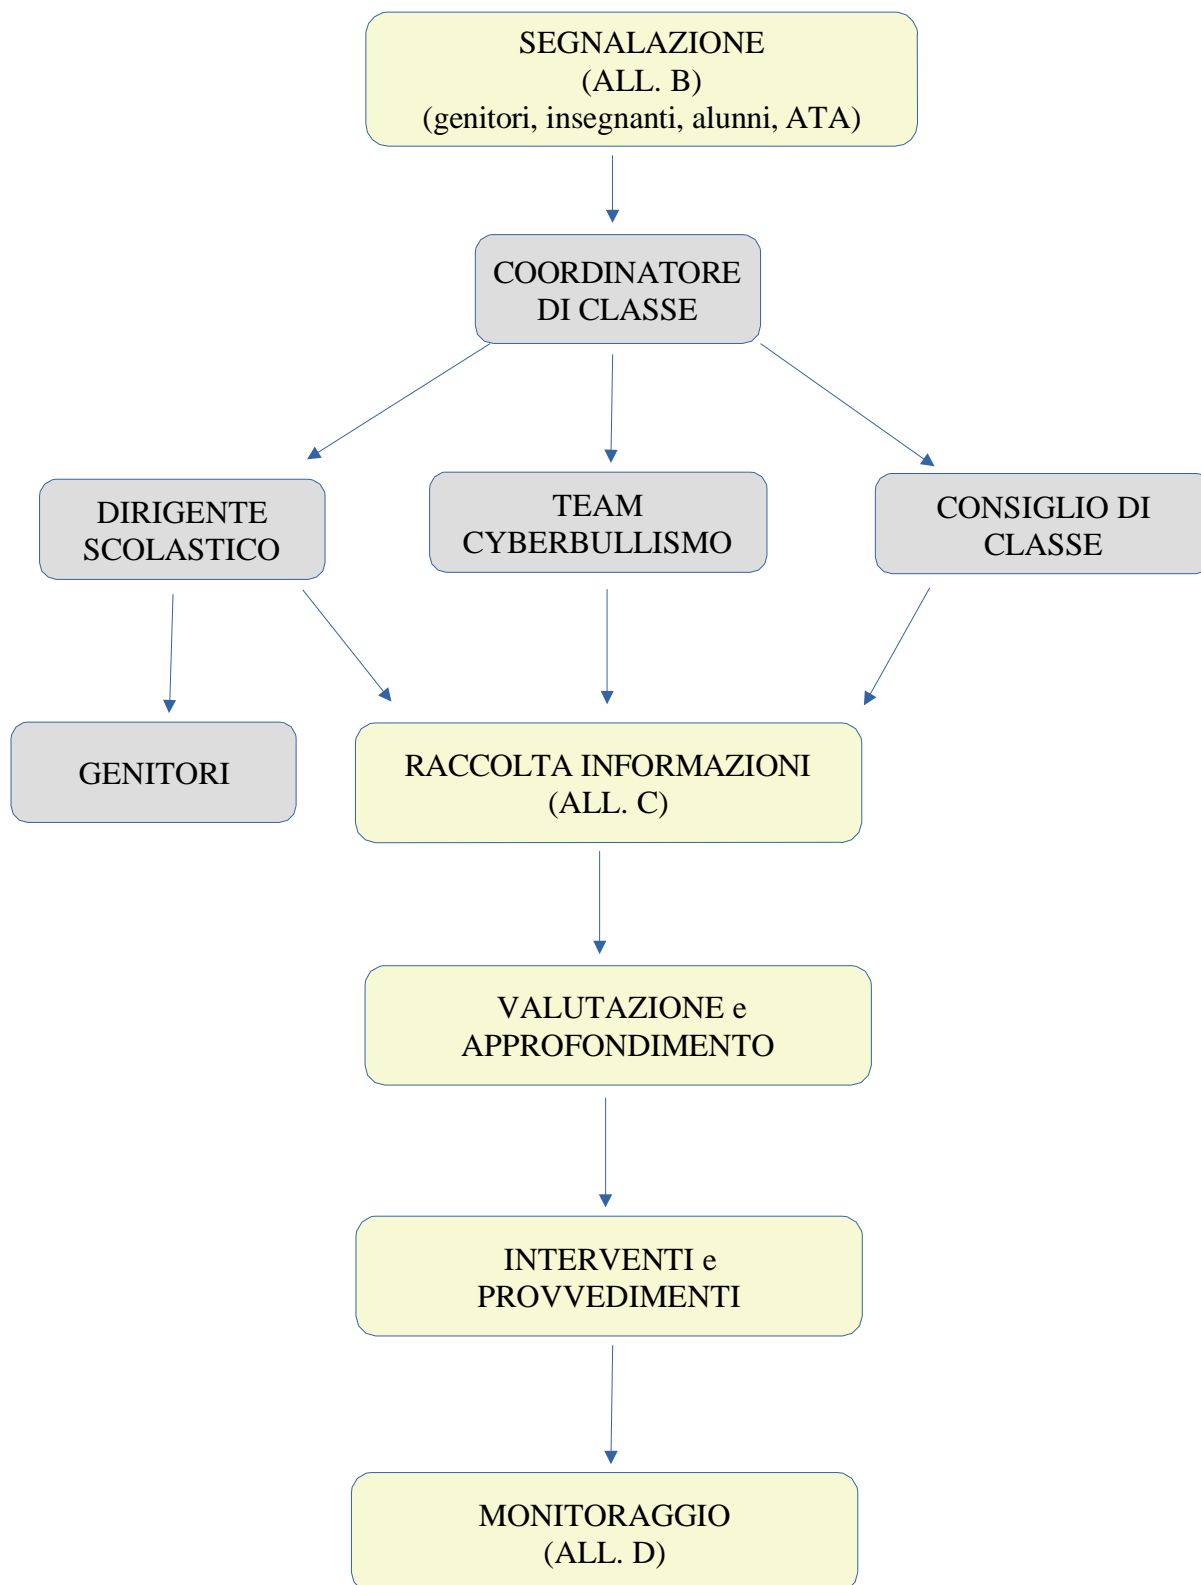 SEGNALAZIONE
(ALL. B)
(genitori, insegnanti, alunni, ATA)
COORDINATORE
DI CLASSE
DIRIGENTE
SCOLASTICO
TEAM
CYBERBULLISMO
CONSIGLIO DI
CLASSE
GENITORI
RACCOLTA INFORMAZIONI
(ALL. C)
VALUTAZIONE e
APPROFONDIMENTO
INTERVENTI e
PROVVEDIMENTI
MONITORAGGIO
(ALL. D)